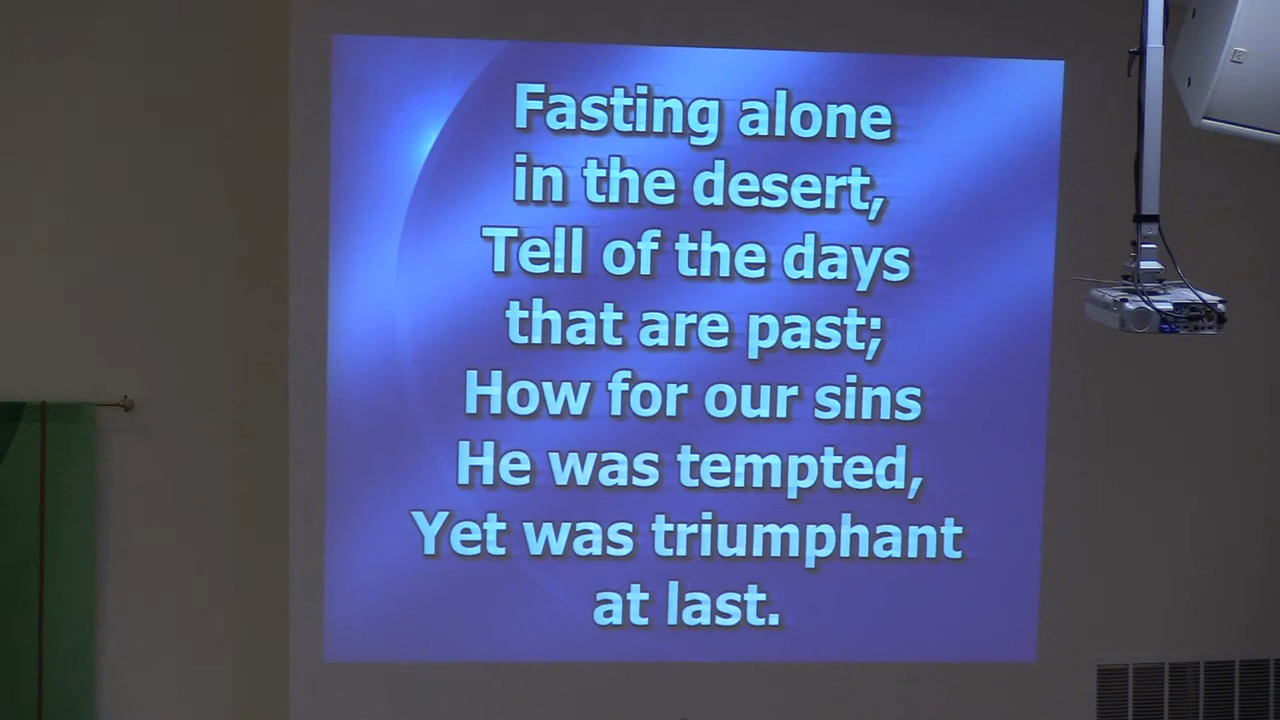 Fasting alone
in the desert,
Tell of the days
that are past;
How for our sins
He was tempted,
Yet was triumphant
at last.